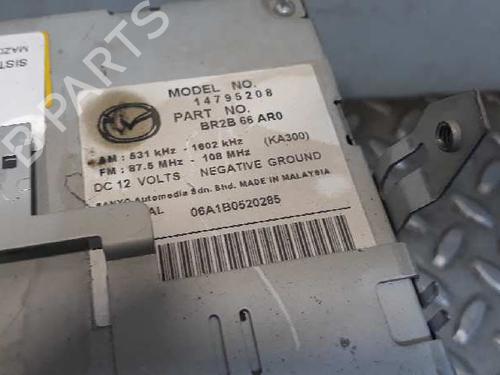 SIST
MAZ
MODEL NO.
14795208
PART NO.
BR2B 66 AR0
AM : 531 kHz - 1602 kHz (KA300)
FM : 87.5 MHz - 108 MHz
DC 12 VOLTS NEGATIVE GROUND
SANYO Automedia Sdn. Bhd. MADE IN MALAYSIA
AL 06A1B0520285